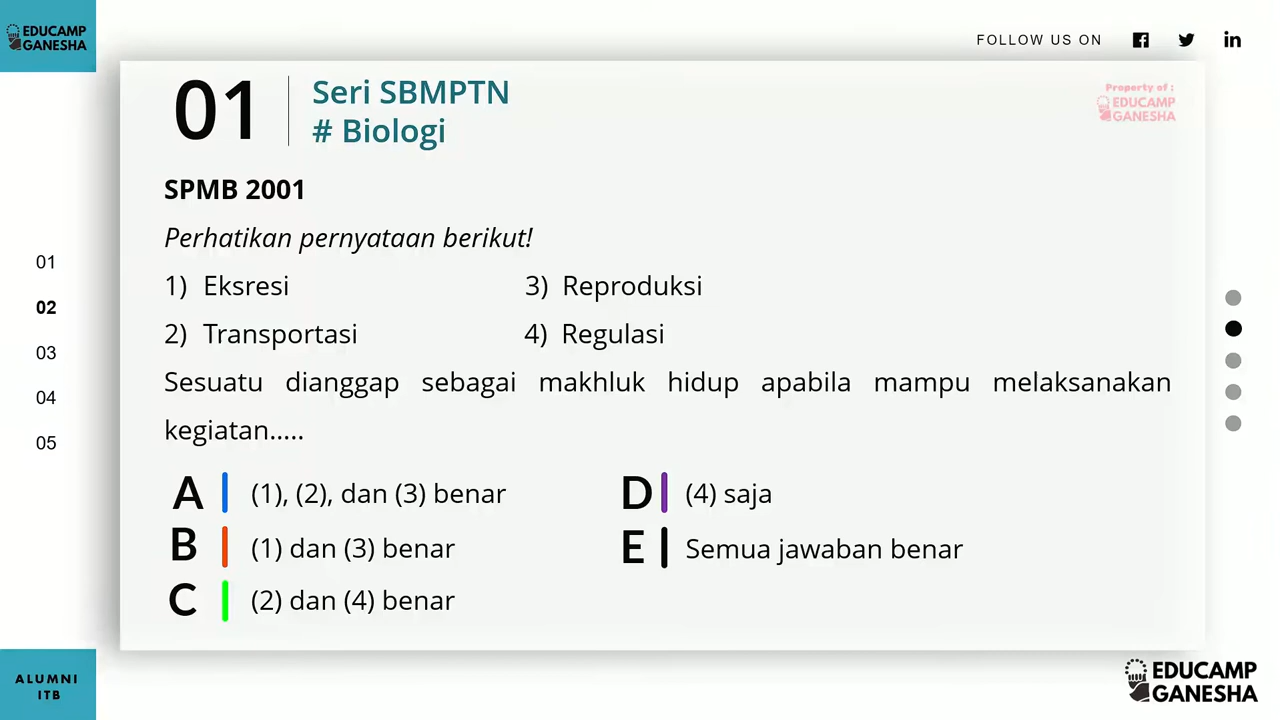 EDUCAMP
GANESHA
FOLLOW US ON
01
Seri SBMPTN
# Biologi
Property of :
EDUCAMP
GANESHA
SPMB 2001
Perhatikan pernyataan berikut!
1) Eksresi
3) Reproduksi
2) Transportasi
4) Regulasi
Sesuatu dianggap sebagai makhluk hidup apabila mampu melaksanakan
kegiatan.....
A (1), (2), dan (3) benar
D (4) saja
B (1) dan (3) benar
E Semua jawaban benar
C (2) dan (4) benar
01
02
03
04
05
ALUMNI
ITB
EDUCAMP
GANESHA